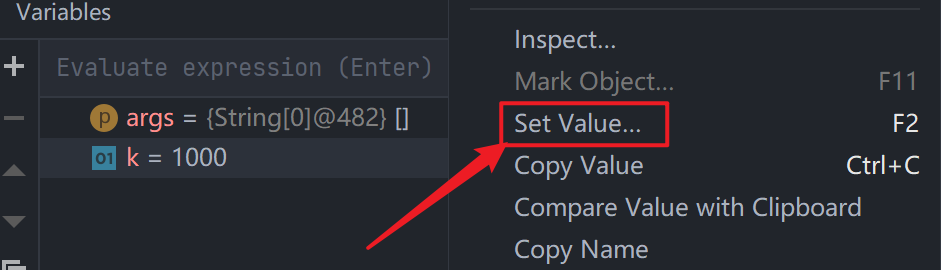 Variables
Evaluate expression (Enter)
p args = {String[0]@482} []
01 k = 1000
Inspect...
Mark Object... F11
Set Value... F2
Copy Value Ctrl+C
Compare Value with Clipboard
Copy Name